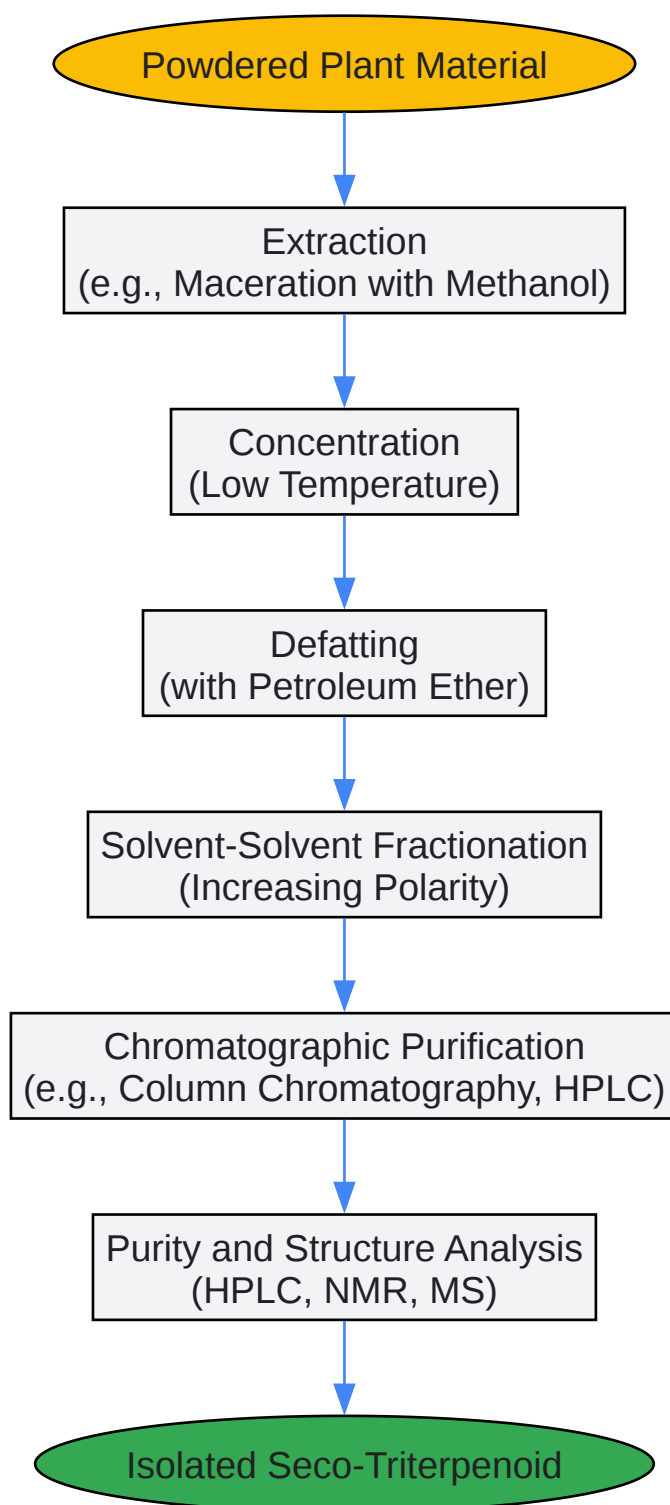 Powdered Plant Material
Extraction
(e.g., Maceration with Methanol)
Concentration
(Low Temperature)
Defatting
(with Petroleum Ether)
Solvent-Solvent Fractionation
(Increasing Polarity)
Chromatographic Purification
(e.g., Column Chromatography, HPLC)
Purity and Structure Analysis
(HPLC, NMR, MS)
Isolated Seco-Triterpenoid